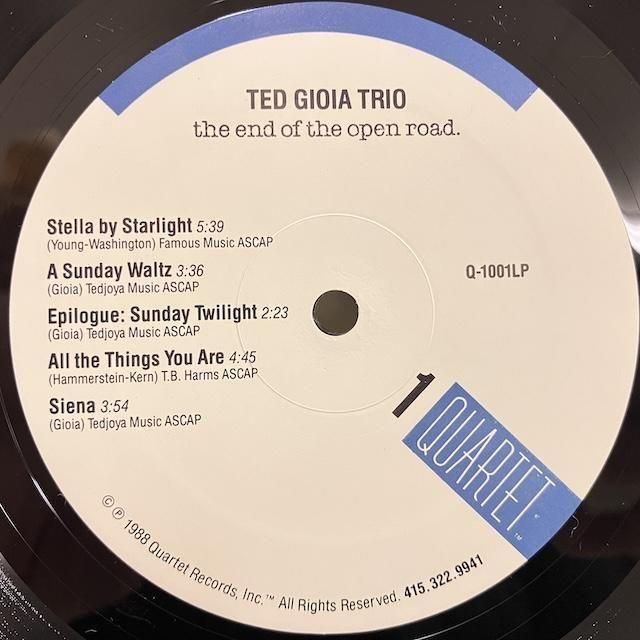 TED GIOIA TRIO
the end of the open road.
Stella by Starlight 5:39
(Young-Washington) Famous Music ASCAP
A Sunday Waltz 3:36
(Gioia) Tedjoya Music ASCAP
Epilogue: Sunday Twilight 2:23
(Gioia) Tedjoya Music ASCAP
All the Things You Are 4:45
(Hammerstein-Kern) T.B. Harms ASCAP
Siena 3:54
(Gioia) Tedjoya Music ASCAP
Q-1001LP
1
QUARTET™
© ℗ 1988 Quartet Records, Inc.™ All Rights Reserved. 415.322.9941